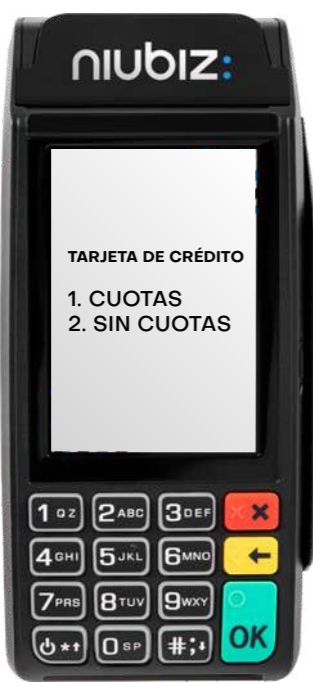 niubiz:
TARJETA DE CRÉDITO
1. CUOTAS
2. SIN CUOTAS
1 QZ 2 ABC 3 DEF X
4 GHI 5 JKL 6 MNO ←
7 PRS 8 TUV 9 WXY
* 0 SP #; OK